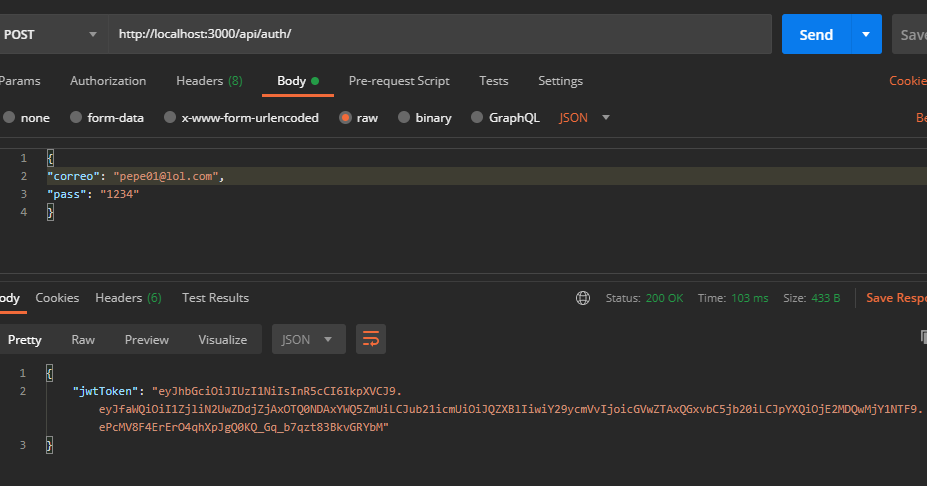 POST http://localhost:3000/api/auth/ Send Save
Params Authorization Headers (8) Body Pre-request Script Tests Settings Cookie
none form-data x-www-form-urlencoded raw binary GraphQL JSON Be
1 {
2 "correo": "pepe01@lol.com",
3 "pass": "1234"
4 }
ody Cookies Headers (6) Test Results Status: 200 OK Time: 103 ms Size: 433 B Save Respo
Pretty Raw Preview Visualize JSON
1 {
2 "jwtToken": "eyJhbGciOiJIUzI1NiIsInR5cCI6IkpXVCJ9.
eyJfaWQiOiI1Zj1iN2UwZDdjZjAxOTQ0NDAxYWQ5ZmUiLCJub21icmUiOiJQZXBlIiwiY29ycmVvIjoicGVwZTAxQGxvbC5jb20iLCJpYXQiOjE2MDQwMjY1NTF9.
ePcMV8F4ErErO4qhXpJgQ0KQ_Gq_b7qzt83BkvGRYbM"
3 }